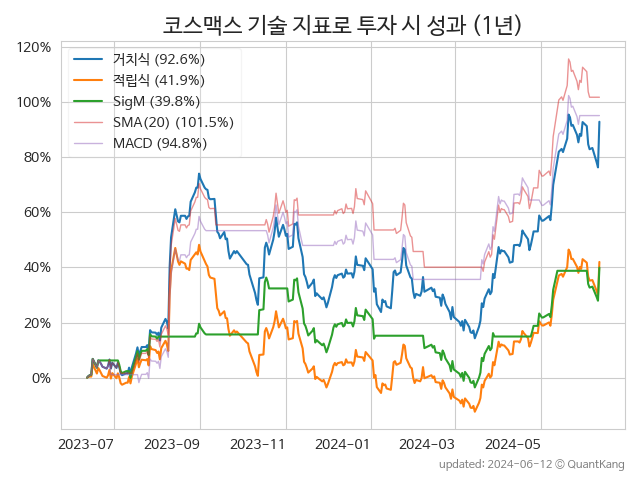 코스맥스 기술 지표로 투자 시 성과 (1년)
120%
100%
80%
60%
40%
20%
0%
거치식 (92.6%)
적립식 (41.9%)
SigM (39.8%)
SMA(20) (101.5%)
MACD (94.8%)
2023-07
2023-09
2023-11
2024-01
2024-03
2024-05
updated: 2024-06-12 © QuantKang